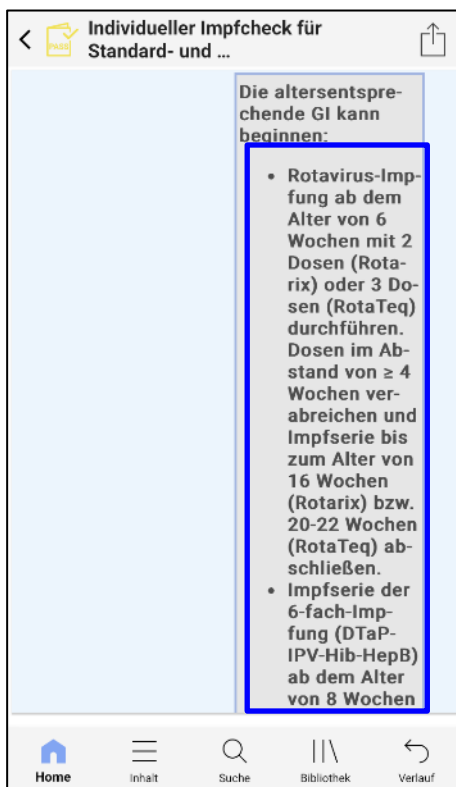 Individueller Impfcheck für
Standard- und ...
PASS
Die altersentspre-
chende GI kann
beginnen:
• Rotavirus-Imp-
fung ab dem
Alter von 6
Wochen mit 2
Dosen (Rota-
rix) oder 3 Do-
sen (RotaTeq)
durchführen.
Dosen im Ab-
stand von ≥ 4
Wochen ver-
abreichen und
Impfserie bis
zum Alter von
16 Wochen
(Rotarix) bzw.
20-22 Wochen
(RotaTeq) ab-
schließen.
• Impfserie der
6-fach-Imp-
fung (DTaP-
IPV-Hib-HepB)
ab dem Alter
von 8 Wochen
Home Inhalt Suche Bibliothek Verlauf